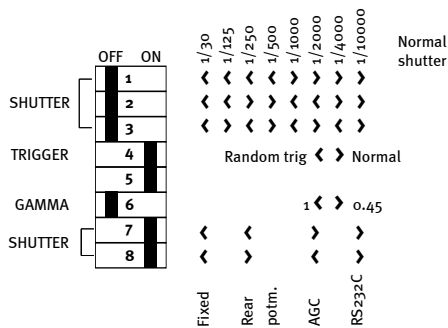 1/30 1/125 1/250 1/500 1/1000 1/2000 1/4000 1/10000
Normal
shutter
OFF ON
1
SHUTTER 2
3
TRIGGER 4 Random trig Normal
5
GAMMA 6 1 0.45
SHUTTER 7
8
Fixed Rear potm. AGC RS232C